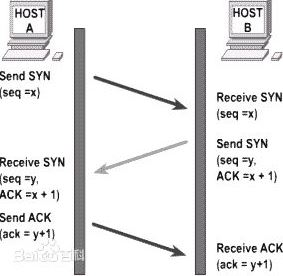 HOST
A
HOST
B
Send SYN
(seq =x)
Receive SYN
(seq =x)
Send SYN
(seq =y,
ACK =x + 1)
Receive SYN
(seq =y,
ACK =x + 1)
Send ACK
(ack = y+1)
Receive ACK
(ack = y+1)